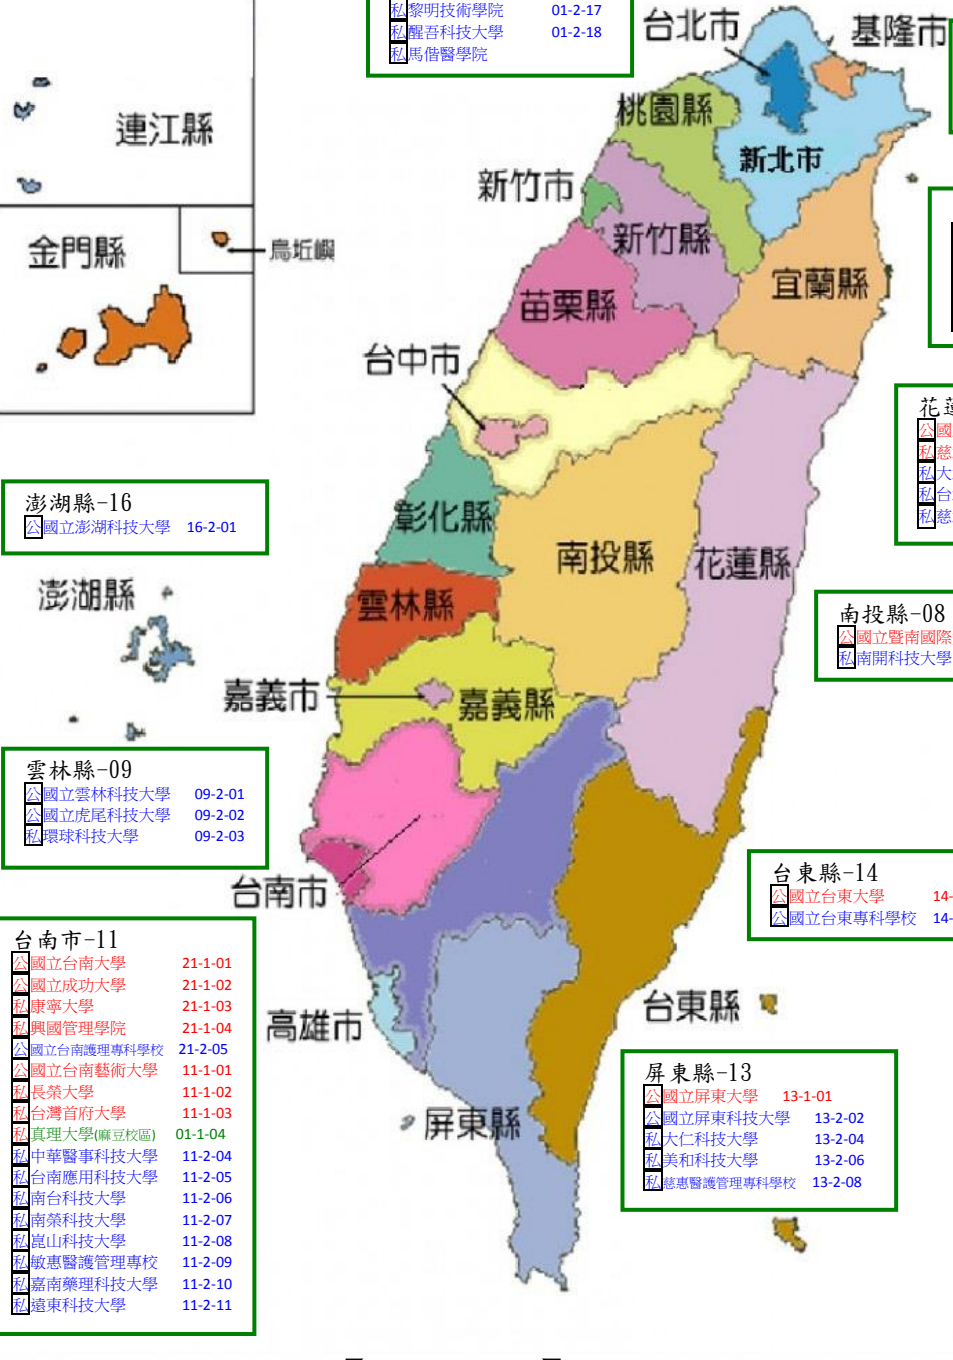 私黎明技術學院 01-2-17
私醒吾科技大學 01-2-18
私馬偕醫學院
台北市
基隆市
連江縣
桃園縣
新北市
新竹市
金門縣
烏坵嶼
新竹縣
宜蘭縣
苗栗縣
台中市
彰化縣
南投縣
花蓮縣
公國
私慈
私大
私台
私慈
澎湖縣-16
公國立澎湖科技大學 16-2-01
澎湖縣
雲林縣
花蓮縣
南投縣-08
公國立暨南國際
私南開科技大學
嘉義市
嘉義縣
雲林縣-09
公國立雲林科技大學 09-2-01
公國立虎尾科技大學 09-2-02
私環球科技大學 09-2-03
台南市
台東縣-14
公國立台東大學 14-
公國立台東專科學校 14-
台南市-11
公國立台南大學 21-1-01
公國立成功大學 21-1-02
私康寧大學 21-1-03
私興國管理學院 21-1-04
公國立台南護理專科學校 21-2-05
公國立台南藝術大學 11-1-01
私長榮大學 11-1-02
私台灣首府大學 11-1-03
私真理大學(麻豆校區) 01-1-04
私中華醫事科技大學 11-2-04
私台南應用科技大學 11-2-05
私南台科技大學 11-2-06
私南榮科技大學 11-2-07
私崑山科技大學 11-2-08
私敏惠醫護管理專校 11-2-09
私嘉南藥理科技大學 11-2-10
私遠東科技大學 11-2-11
高雄市
台東縣
屏東縣
屏東縣-13
公國立屏東大學 13-1-01
公國立屏東科技大學 13-2-02
私大仁科技大學 13-2-04
私美和科技大學 13-2-06
私慈惠醫護管理專科學校 13-2-08